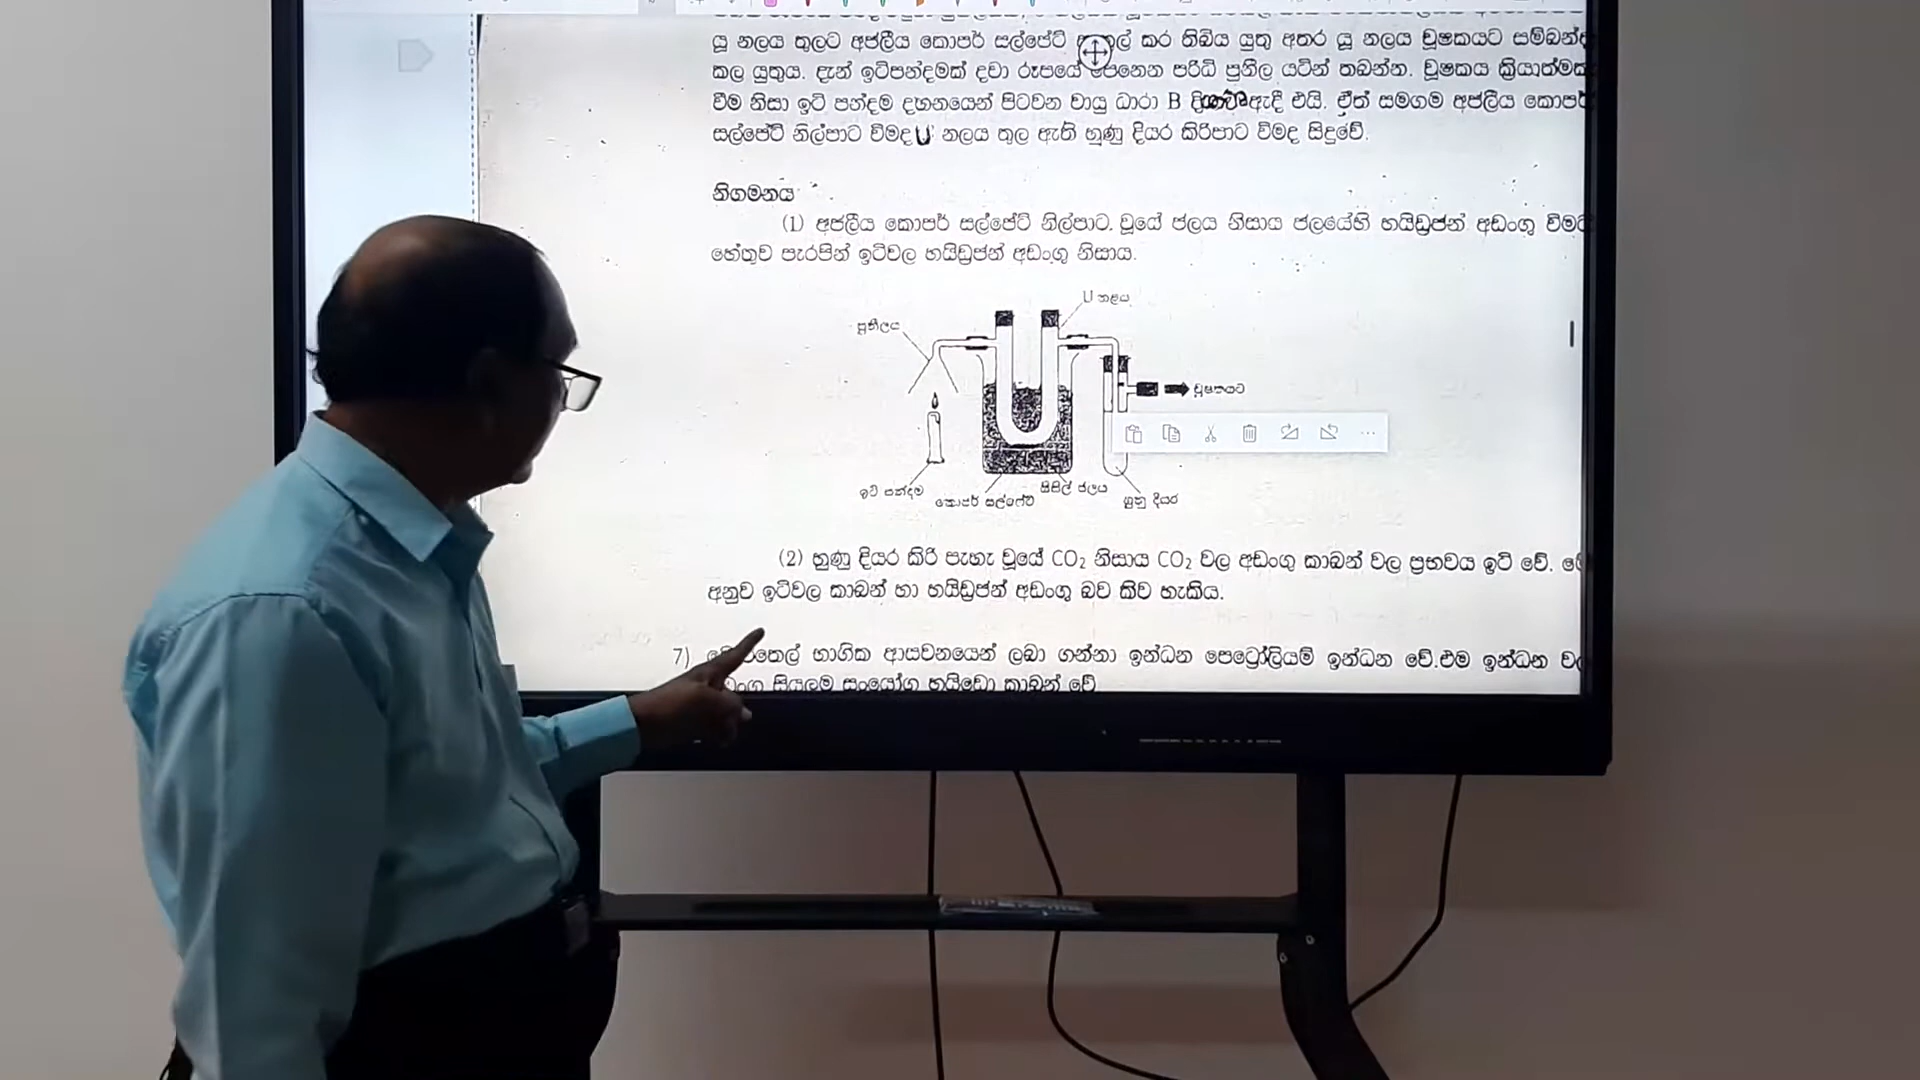 යූ නලය තුලට අජලීය කොපර් සල්පේට් කර තිබිය යුතු අතර යූ නලය චූෂකයට
කල යුතුය. දැන් ඉටිපන්දමක් දවා රූපයේ පෙනෙන පරිධි පුනීල යටින් තබන්න. චූෂකය
වීම නිසා ඉටි පන්දම දහනයෙන් පිටවන වායු ධාරා B ඇදී එයි. ඒත් සමගම අජලීය කොපර්
සල්පේට් නිල්පාට වීමද U නලය තුල ඇති හුණු දියර කිරිපාට වීමද සිදුවේ.
නිගමනය
(1) අජලීය කොපර් සල්පේට් නිල්පාට වූයේ ජලය නිසාය ජලයේහි හයිඩ්‍රජන් අඩංගු
හේතුව පැරපින් ඉටිවල හයිඩ්‍රජන් අඩංගු නිසාය.
U නළය
පුනීලය
චූෂකයට
ඉටි පන්දම
කොපර් සල්ෆේට්
සිසිල් ජලය
හුනු දියර
(2) හුණු දියර කිරි පැහැ වූයේ CO₂ නිසාය CO₂ වල අඩංගු කාබන් වල ප්‍රභවය ඉටි වේ.
අනුව ඉටිවල කාබන් හා හයිඩ්‍රජන් අඩංගු බව කිව හැකිය.
7) භාගික ආසවනයෙන් ලබා ගන්නා ඉන්ධන පෙට්‍රෝලියම් ඉන්ධන වේ.එම ඉන්ධන
සියලුම සංයෝග හයිඩ්‍රො කාබන් වේ